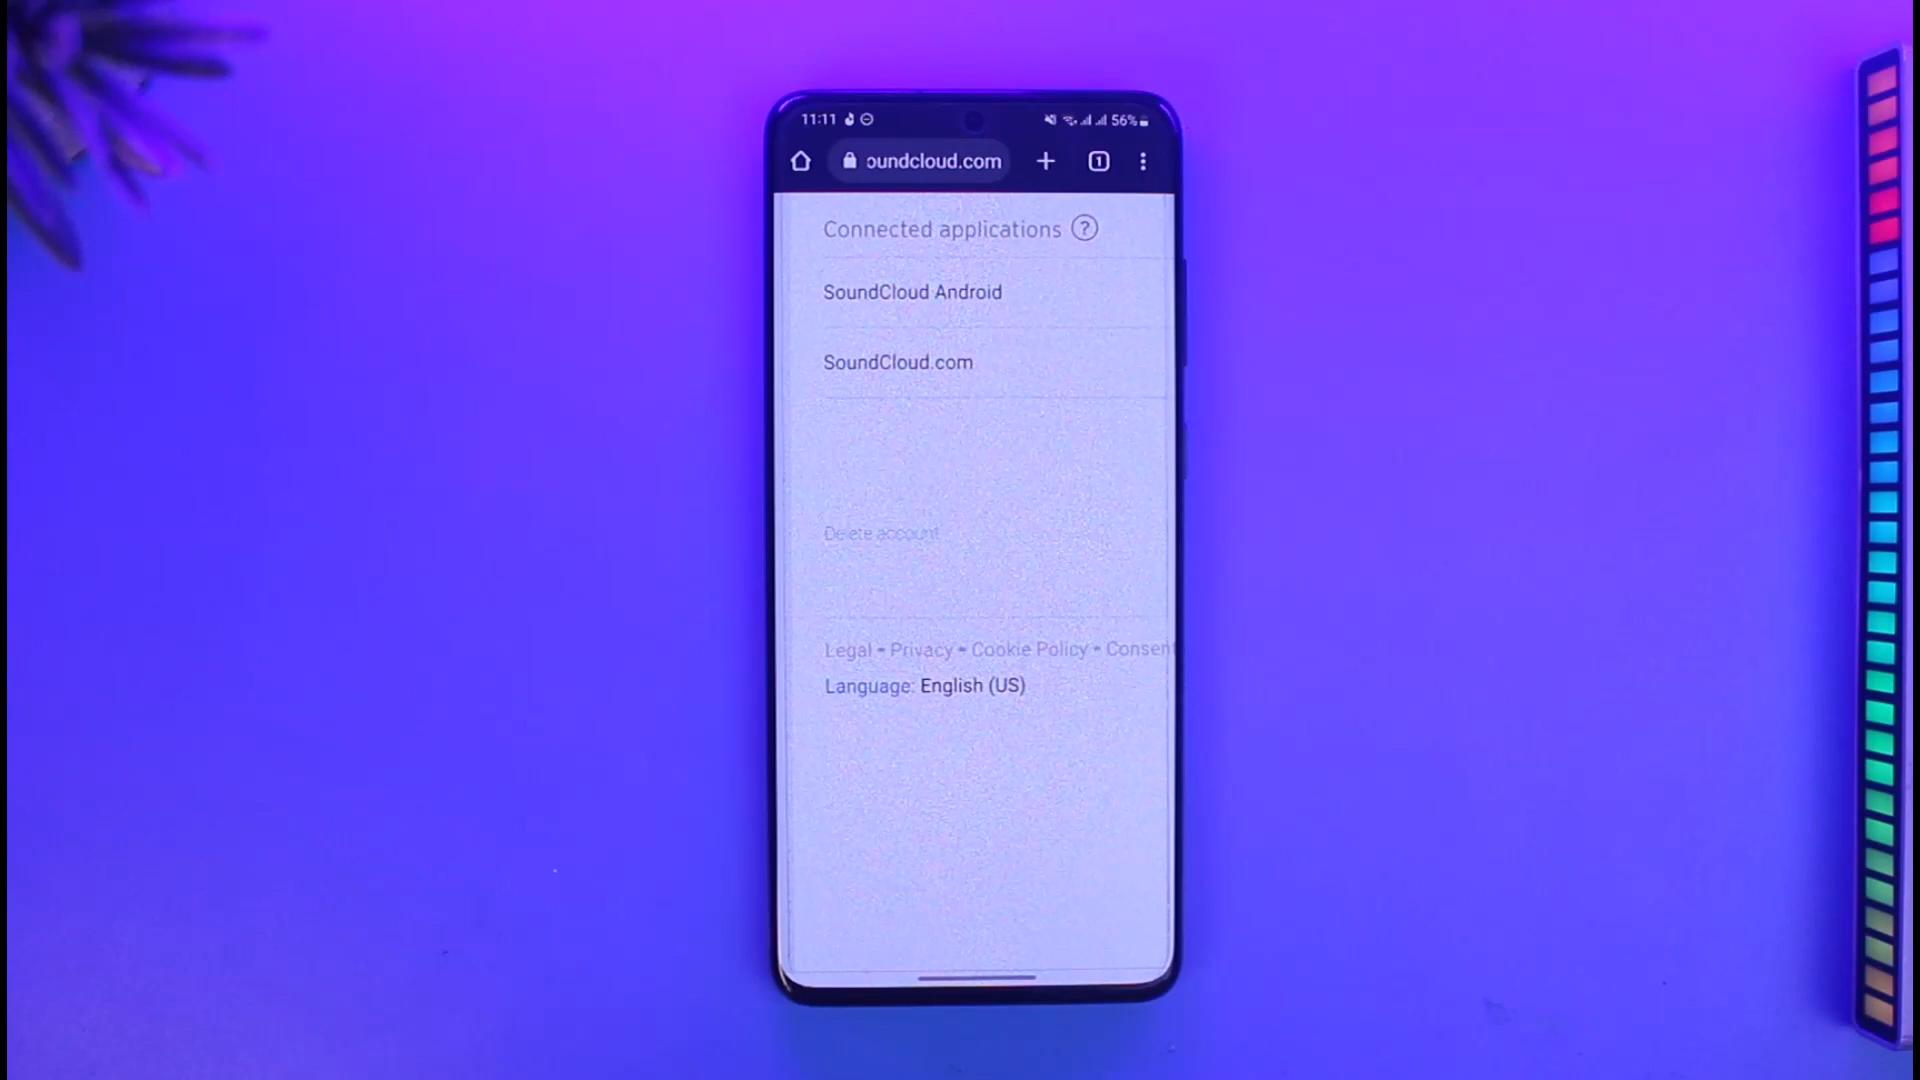 11:11 56%
oundcloud.com 1
Connected applications ?
SoundCloud Android
SoundCloud.com
Delete account
Legal - Privacy - Cookie Policy - Consent
Language: English (US)